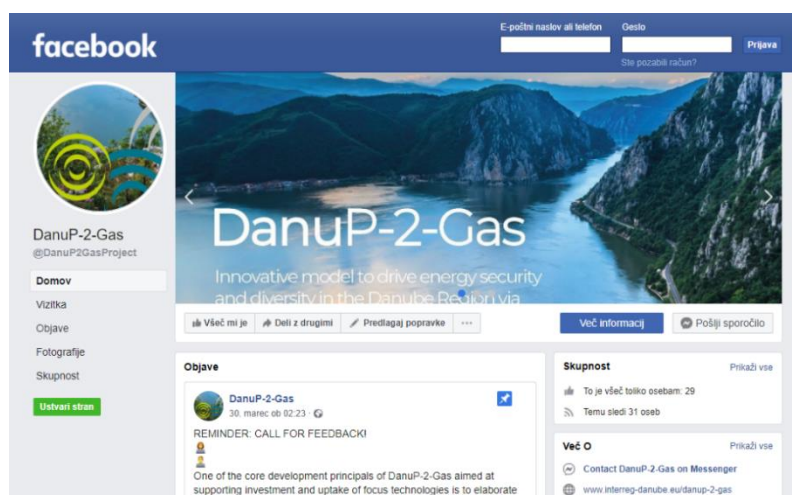 facebook
E-poštni naslov ali telefon
Geslo
Prijava
Ste pozabili račun?
DanuP-2-Gas
@DanuP2GasProject
Domov
Vizitka
Objave
Fotografije
Skupnost
Ustvari stran
DanuP-2-Gas
Innovative model to drive energy security
and diversity in the Danube Region via
Všeč mi je
Deli z drugimi
Predlagaj popravke
Več informacij
Pošlji sporočilo
Objave
DanuP-2-Gas
30. marec ob 02:23
REMINDER: CALL FOR FEEDBACK!
One of the core development principals of DanuP-2-Gas aimed at
supporting investment and uptake of focus technologies is to elaborate
Skupnost
Prikaži vse
To je všeč toliko osebam: 29
Temu sledi 31 oseb
Več O
Prikaži vse
Contact DanuP-2-Gas on Messenger
www.interreg-danube.eu/danup-2-gas